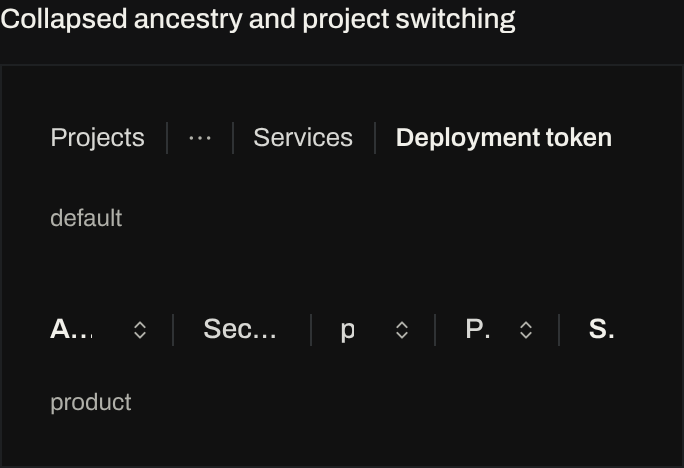 Collapsed ancestry and project switching
Projects ··· Services Deployment token
default
A... Sec... p P. S.
product